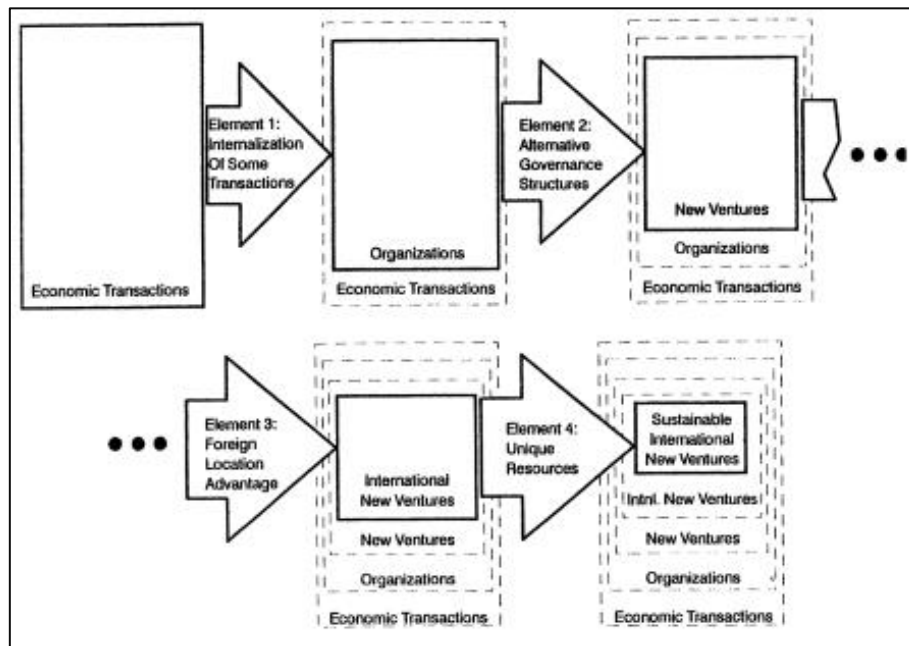 Economic Transactions
Element 1:
Internalization
Of Some
Transactions
Organizations
Economic Transactions
Element 2:
Alternative
Governance
Structures
New Ventures
Organizations
Economic Transactions
Element 3:
Foreign
Location
Advantage
International
New Ventures
New Ventures
Organizations
Economic Transactions
Element 4:
Unique
Resources
Sustainable
International
New Ventures
Intnl. New Ventures
New Ventures
Organizations
Economic Transactions